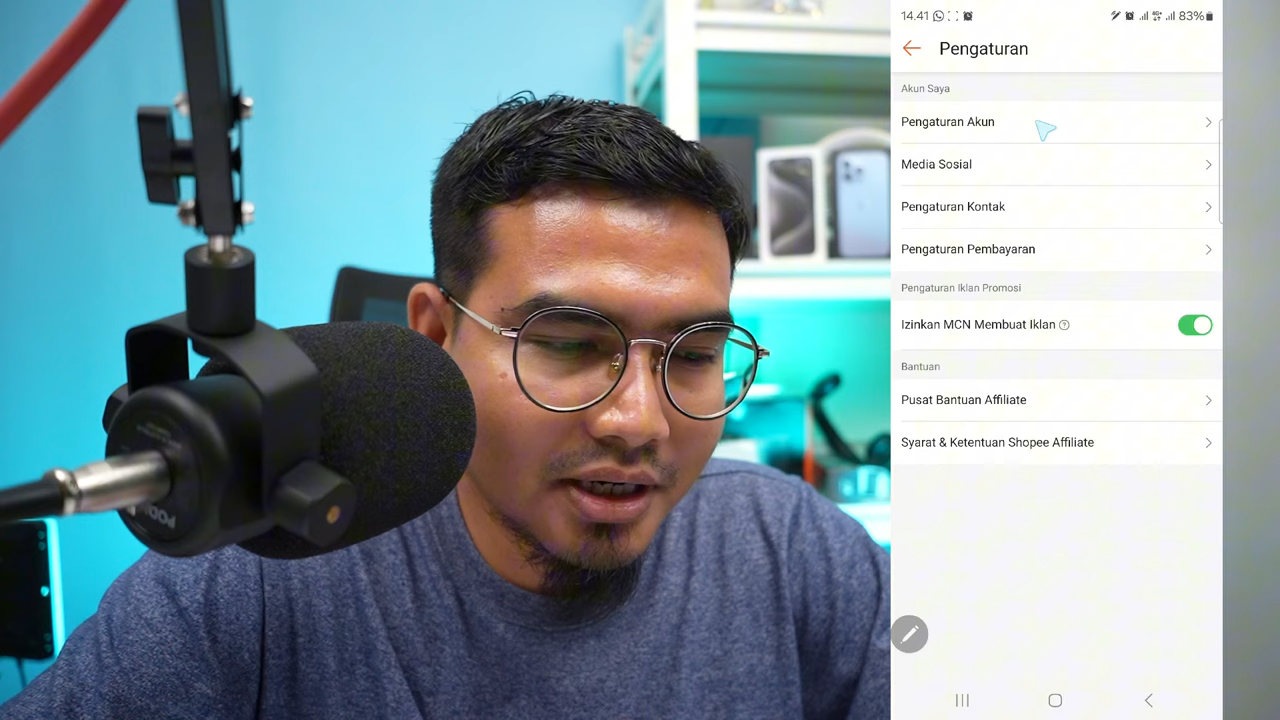 14.41
4G+
83%
Pengaturan
Akun Saya
Pengaturan Akun
Media Sosial
Pengaturan Kontak
Pengaturan Pembayaran
Pengaturan Iklan Promosi
Izinkan MCN Membuat Iklan ?
Bantuan
Pusat Bantuan Affiliate
Syarat & Ketentuan Shopee Affiliate